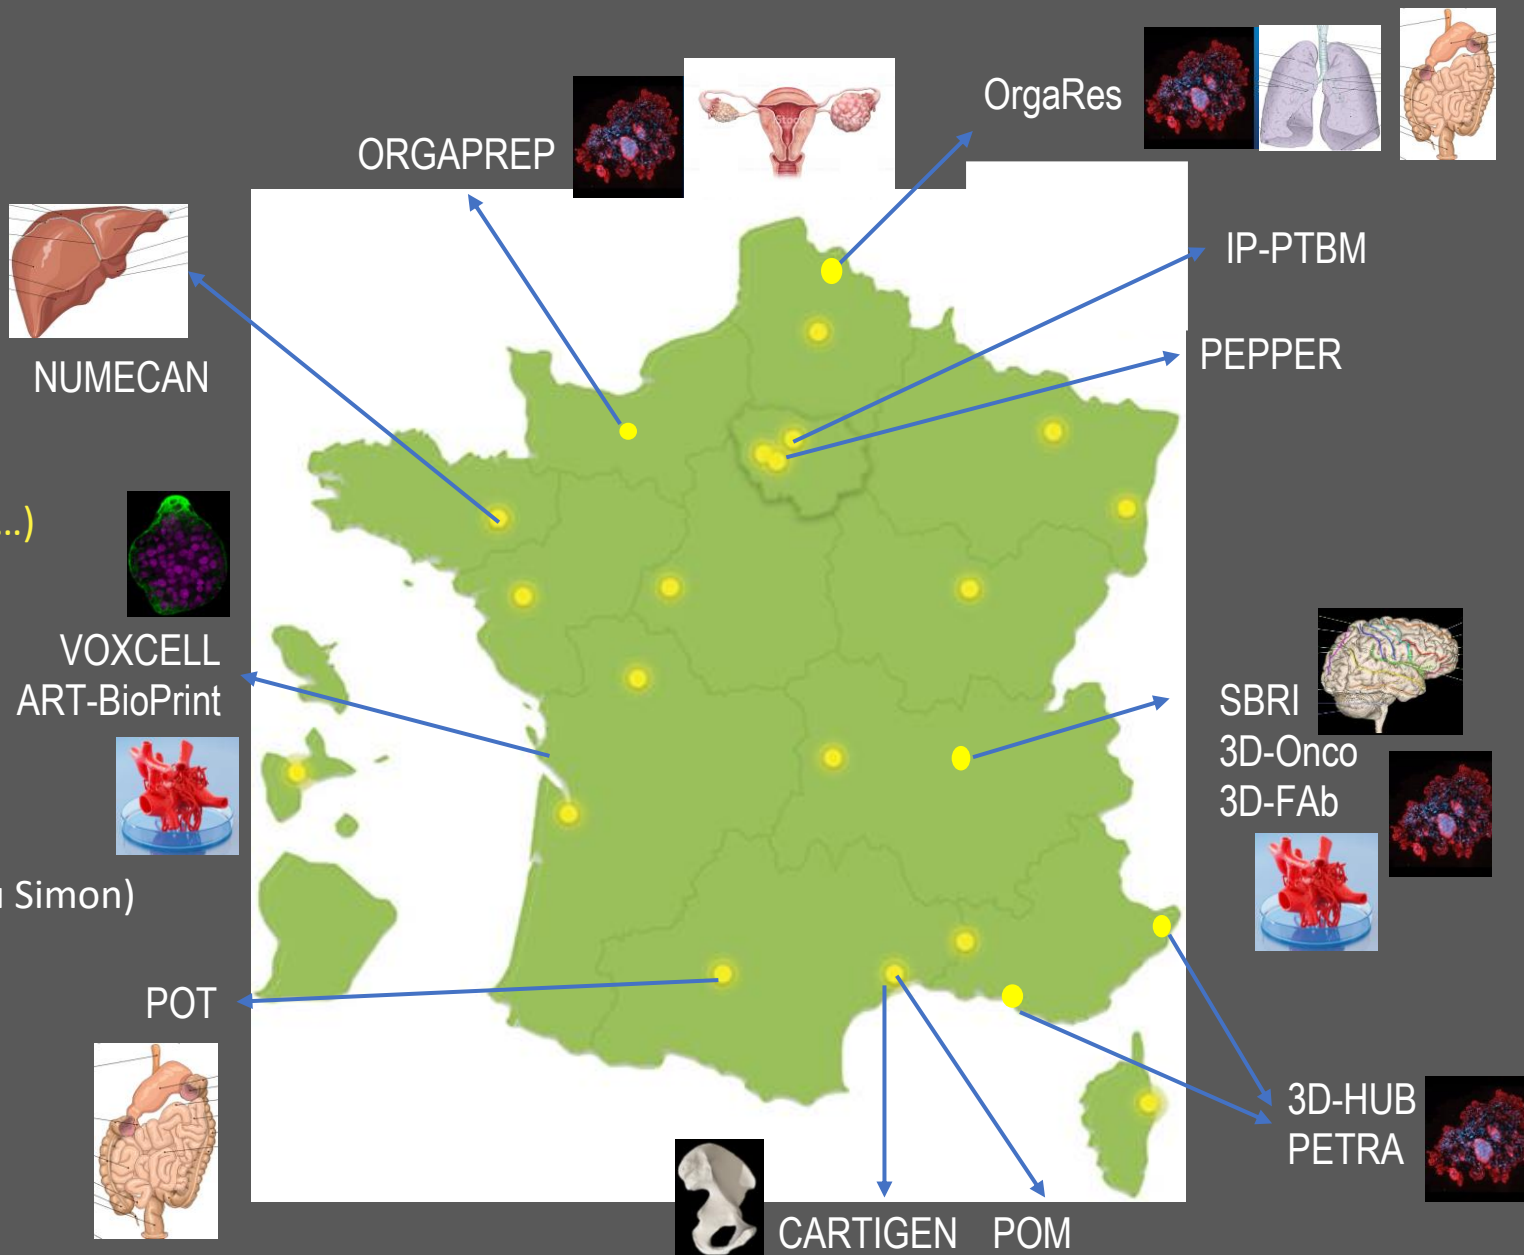 OrgaRes
ORGAPREP
iStock
IP-PTBM
PEPPER
NUMECAN
...)
VOXCELL
ART-BioPrint
SBRI
3D-Onco
3D-FAb
Simon)
POT
3D-HUB
PETRA
CARTIGEN POM